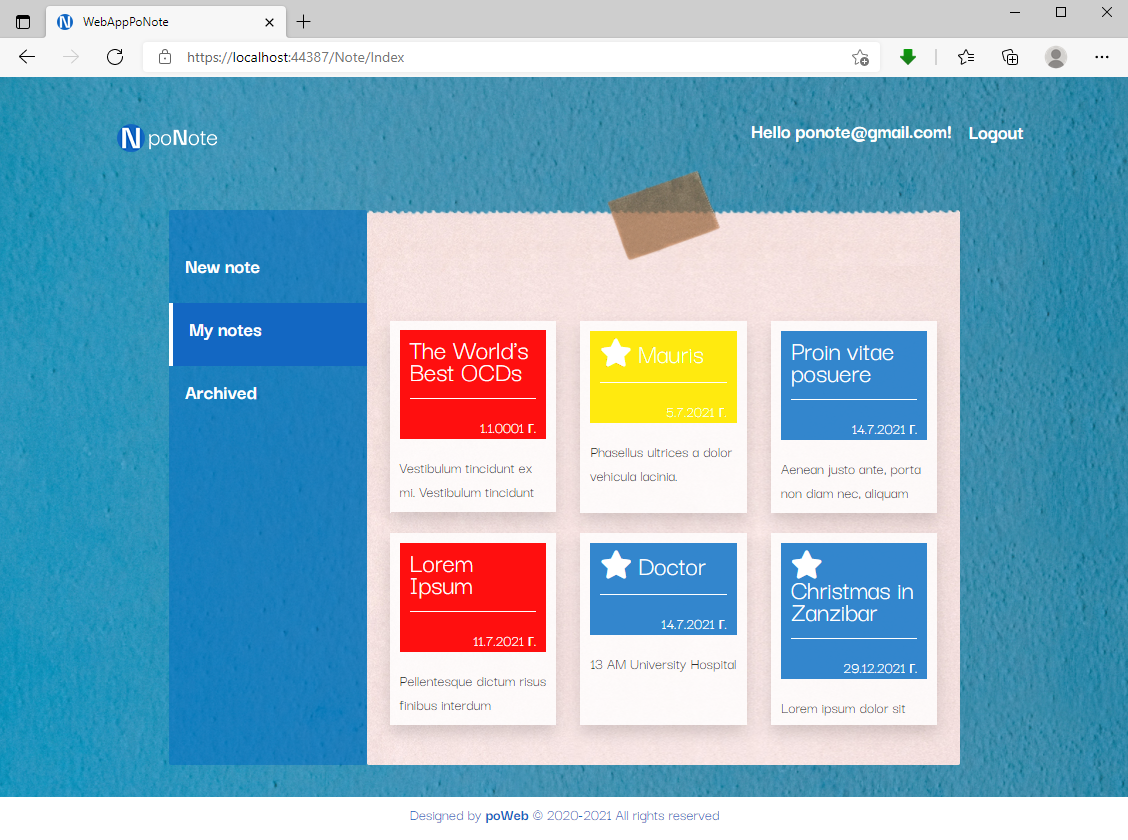 WebAppPoNote
https://localhost:44387/Note/Index
N poNote
Hello ponote@gmail.com! Logout
New note
My notes
Archived
The World's
Best OCDs
1.1.0001 г.
Vestibulum tincidunt ex
mi. Vestibulum tincidunt
Mauris
5.7.2021 г.
Phasellus ultrices a dolor
vehicula lacinia.
Proin vitae
posuere
14.7.2021 г.
Aenean justo ante, porta
non diam nec, aliquam
Lorem
Ipsum
11.7.2021 г.
Pellentesque dictum risus
finibus interdum
Doctor
14.7.2021 г.
13 AM University Hospital
Christmas in
Zanzibar
29.12.2021 г.
Lorem ipsum dolor sit
Designed by poWeb © 2020-2021 All rights reserved